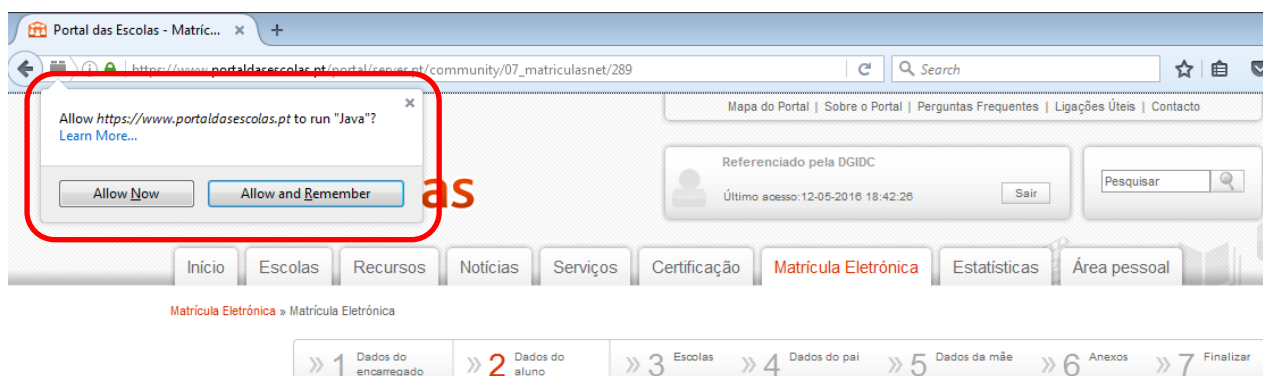 Portal das Escolas - Matríc... × +
https://www.portaldasescolas.pt/portal/server.pt/community/07_matriculasnet/289
Search
Allow https://www.portaldasescolas.pt to run "Java"? ×
Learn More...
Allow Now Allow and Remember
as
Mapa do Portal | Sobre o Portal | Perguntas Frequentes | Ligações Úteis | Contacto
Referenciado pela DGIDC
Último acesso:12-05-2016 18:42:26 Sair
Pesquisar
Início Escolas Recursos Notícias Serviços Certificação Matrícula Eletrónica Estatísticas Área pessoal
Matrícula Eletrónica » Matrícula Eletrónica
» 1 Dados do encarregado » 2 Dados do aluno » 3 Escolas » 4 Dados do pai » 5 Dados da mãe » 6 Anexos » 7 Finalizar